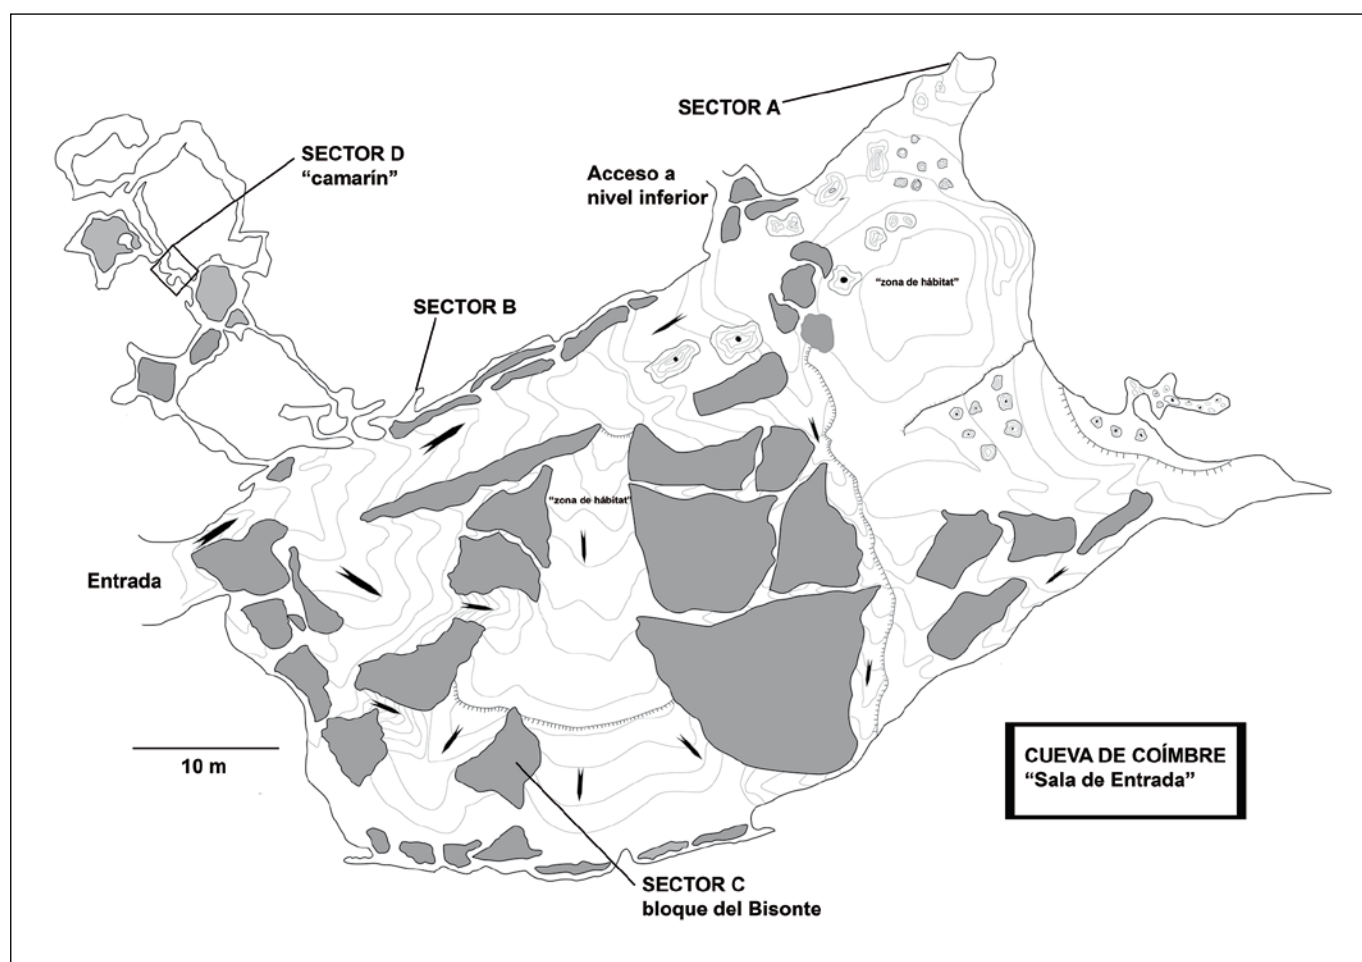 SECTOR A
SECTOR D
“camarín”
Acceso a
nivel inferior
“zona de hábitat”
SECTOR B
“zona de hábitat”
Entrada
10 m
CUEVA DE COÍMBRE
“Sala de Entrada”
SECTOR C
bloque del Bisonte